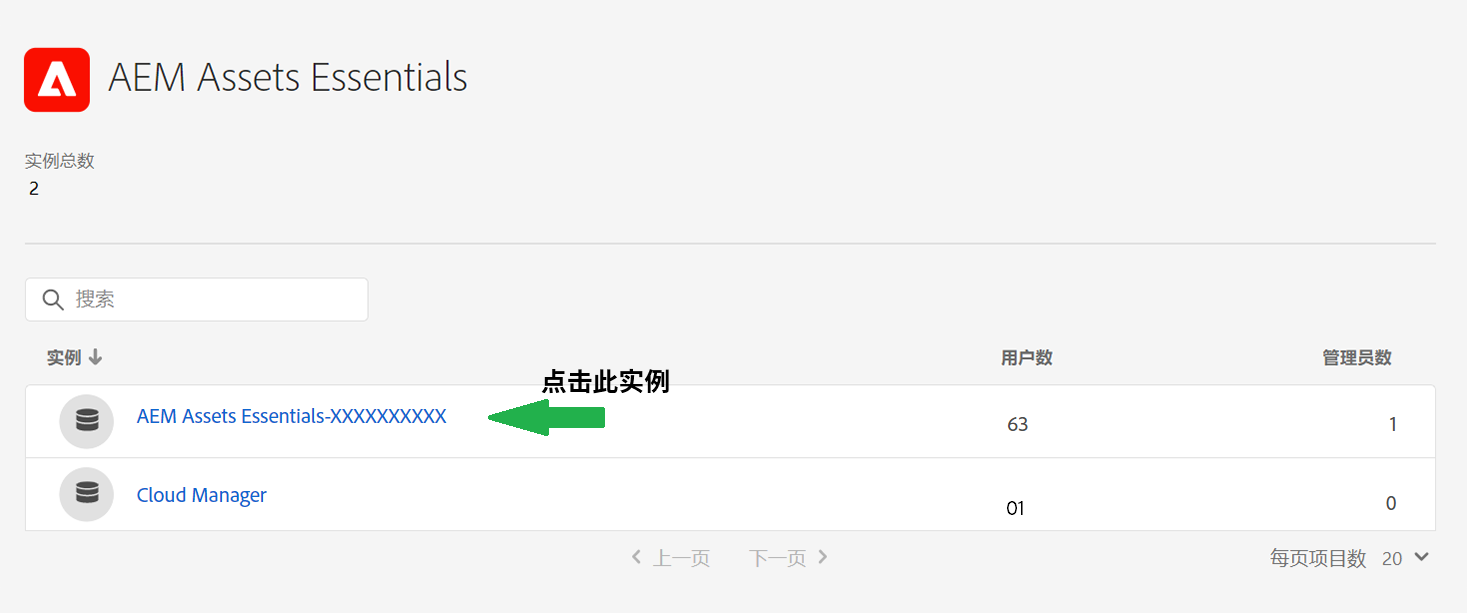 AEM Assets Essentials
实例总数
2
搜索
实例 用户数 管理员数
点击此实例
AEM Assets Essentials-XXXXXXXXXX 63 1
Cloud Manager 01 0
上一页 下一页 每页项目数 20